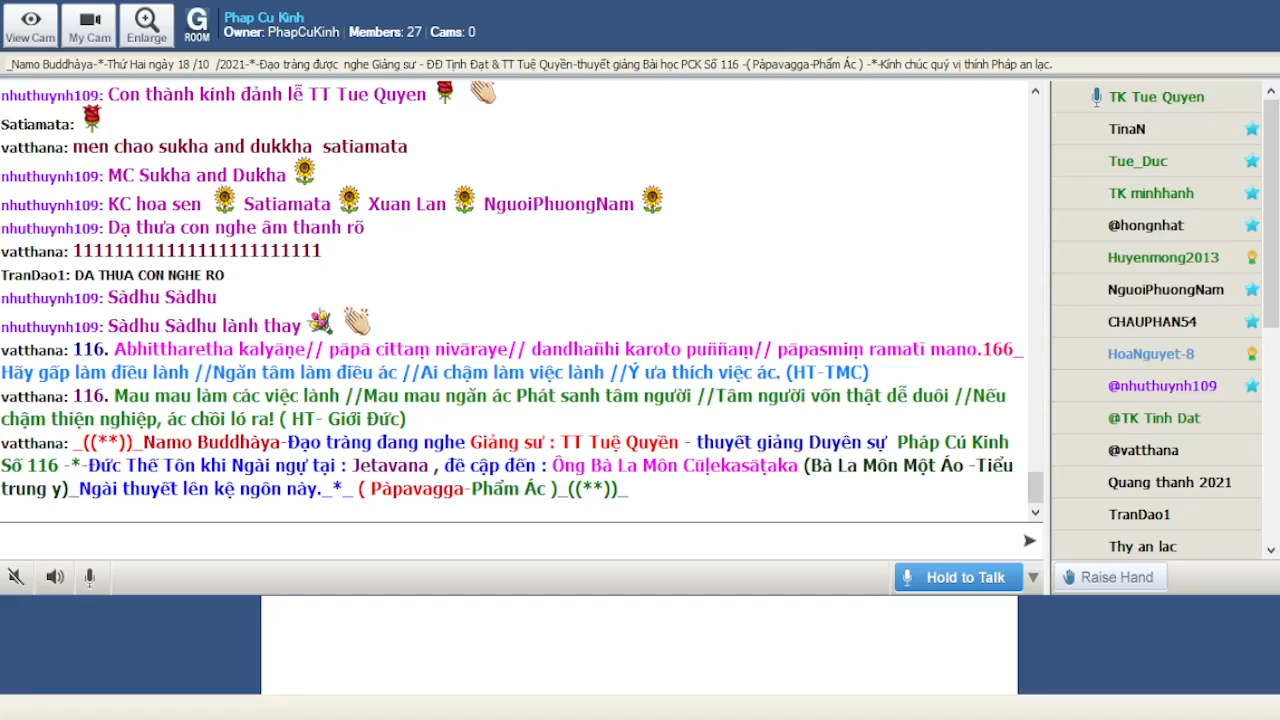 View Cam
My Cam
Enlarge
G
ROOM
Phap Cu Kinh
Owner: PhapCuKinh | Members: 27 | Cams: 0
_Namo Buddhàya-*-Thứ Hai ngày 18 /10  /2021-*-Đạo tràng được  nghe Giảng sư - ĐĐ Tịnh Đạt & TT Tuệ Quyền-thuyết giảng Bài học PCK Số 116 -( Pàpavagga-Phẩm Ác ) -*-Kính chúc quý vị thính Pháp an lạc.
nhuthuynh109: Con thành kính đảnh lễ TT Tue Quyen
Satiamata:
vatthana: men chao sukha and dukkha  satiamata
nhuthuynh109: MC Sukha and Dukha
nhuthuynh109: KC hoa sen  Satiamata  Xuan Lan  NguoiPhuongNam
nhuthuynh109: Dạ thưa con nghe âm thanh rõ
vatthana: 111111111111111111111111
TranDao1: DA THUA CON NGHE RO
nhuthuynh109: Sàdhu Sàdhu
nhuthuynh109: Sàdhu Sàdhu lành thay
vatthana: 116. Abhittharetha kalyāṇe// pāpā cittaṃ nivāraye// dandhañhi karoto puññaṃ// pāpasmiṃ ramatī mano.166_
Hãy gấp làm điều lành //Ngăn tâm làm điều ác //Ai chậm làm việc lành //Ý ưa thích việc ác. (HT-TMC)
vatthana: 116. Mau mau làm các việc lành //Mau mau ngăn ác Phát sanh tâm người //Tâm người vốn thật dễ duôi //Nếu
chậm thiện nghiệp, ác chồi ló ra! ( HT- Giới Đức)
vatthana: _((**))_Namo Buddhàya-Đạo tràng đang nghe Giảng sư : TT Tuệ Quyền - thuyết giảng Duyên sự  Pháp Cú Kinh
Số 116 -*-Đức Thế Tôn khi Ngài ngự tại : Jetavana , đề cập đến : Ông Bà La Môn Cūḷekasāṭaka (Bà La Môn Một Áo -Tiểu
trung y)_Ngài thuyết lên kệ ngôn này._*_ ( Pàpavagga-Phẩm Ác )_((**))_
Hold to Talk
TK Tue Quyen
TinaN
Tue_Duc
TK minhhanh
@hongnhat
Huyenmong2013
NguoiPhuongNam
CHAUPHAN54
HoaNguyet-8
@nhuthuynh109
@TK Tinh Dat
@vatthana
Quang thanh 2021
TranDao1
Thy an lac
Raise Hand